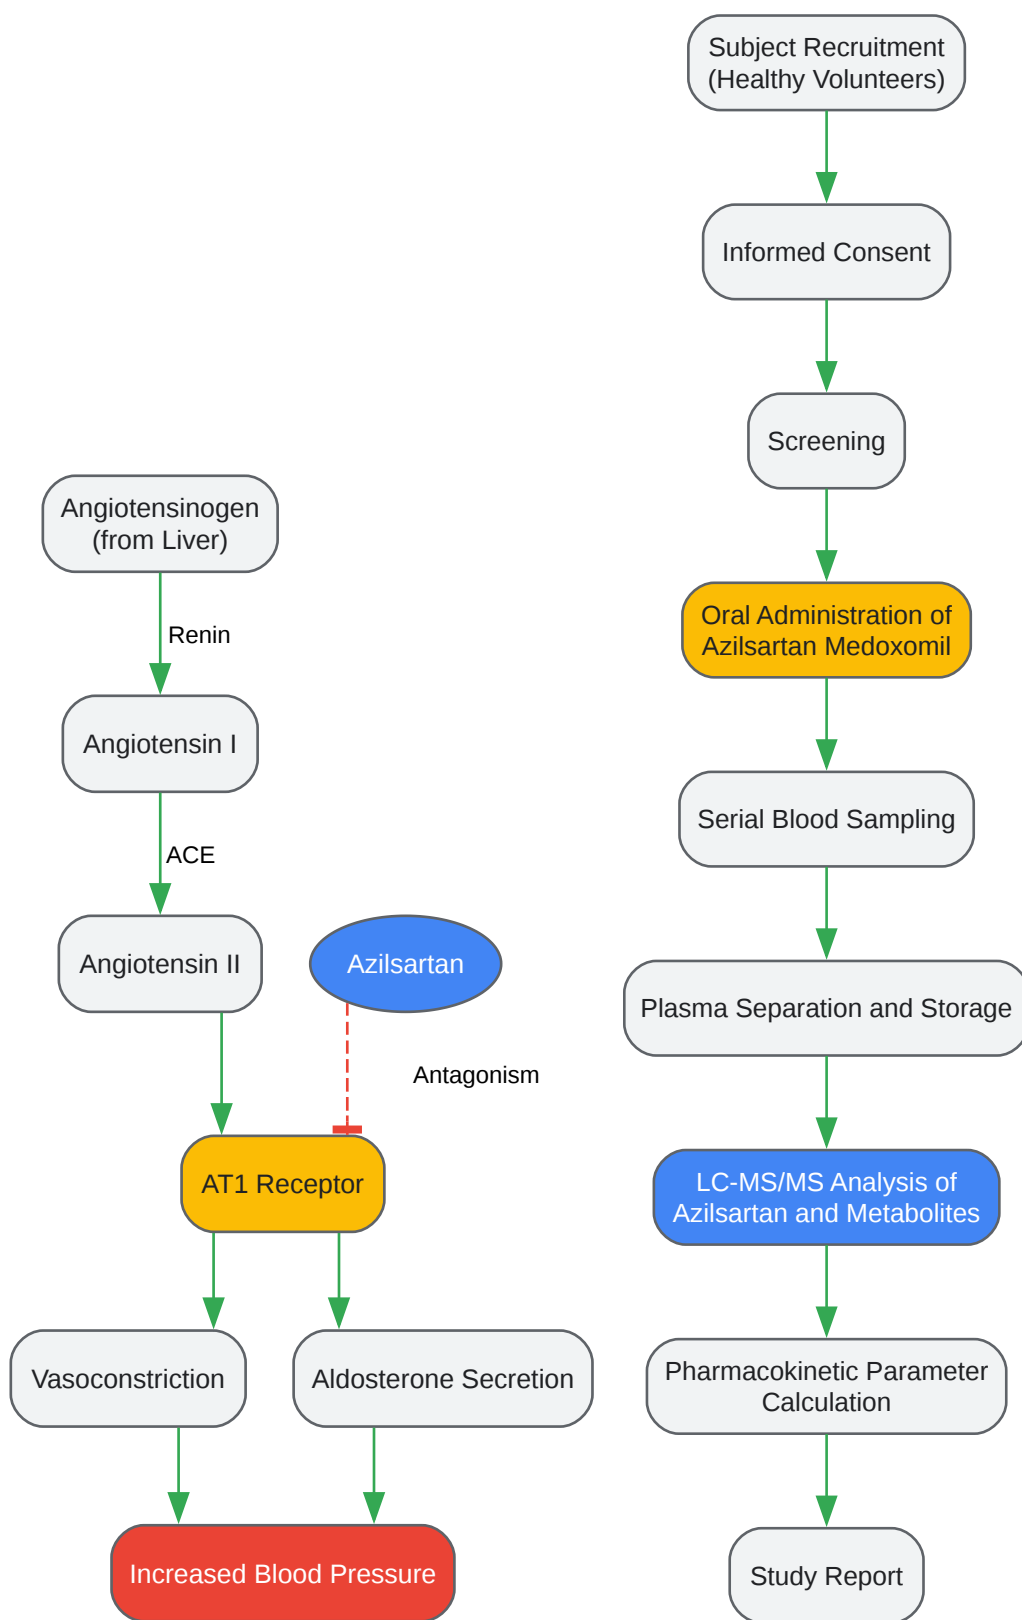 Angiotensinogen
(from Liver)
Renin
Angiotensin I
ACE
Angiotensin II
Azilsartan
Antagonism
AT1 Receptor
Vasoconstriction
Aldosterone Secretion
Increased Blood Pressure
Subject Recruitment
(Healthy Volunteers)
Informed Consent
Screening
Oral Administration of
Azilsartan Medoxomil
Serial Blood Sampling
Plasma Separation and Storage
LC-MS/MS Analysis of
Azilsartan and Metabolites
Pharmacokinetic Parameter
Calculation
Study Report